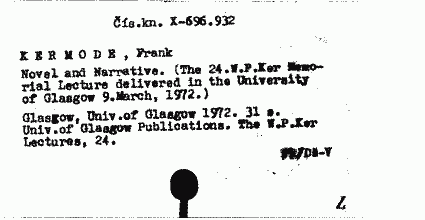 Čís.kn. X-696.932
K E R M O D E , Frank
Novel and Narrative. (The 24.W.P.Ker Memo-
rial Lecture delivered in the University
of Glasgow 9.March, 1972.)
Glasgow, Univ.of Glasgow 1972. 31 s.
Univ.of Glasgow Publications. The W.P.Ker
Lectures, 24.